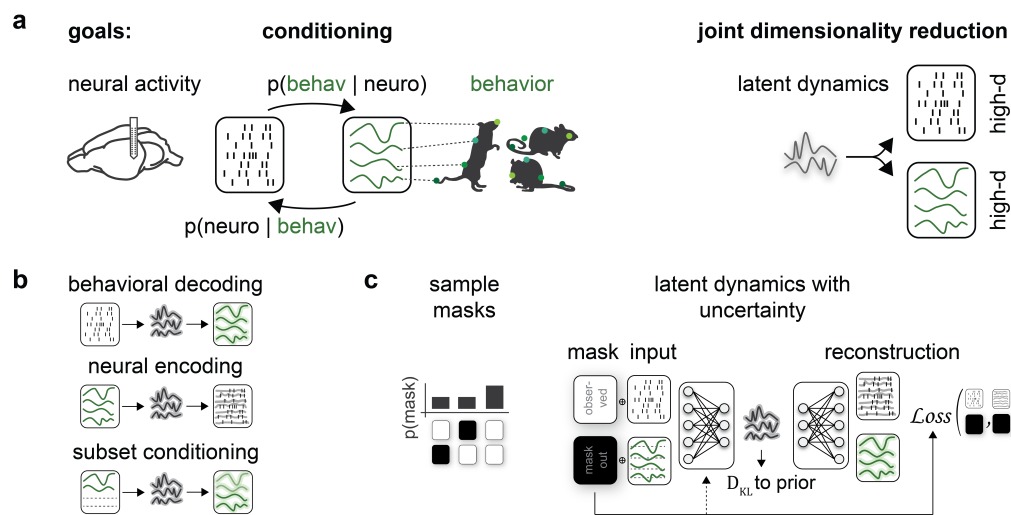 a
goals:
conditioning
joint dimensionality reduction
neural activity
p(behav | neuro)
behavior
latent dynamics
high-d
high-d
p(neuro | behav)
b
behavioral decoding
neural encoding
subset conditioning
c
sample
masks
p(mask)
latent dynamics with
uncertainty
mask
input
reconstruction
obser-
ved
mask
out
D_KL to prior
Loss ( ,